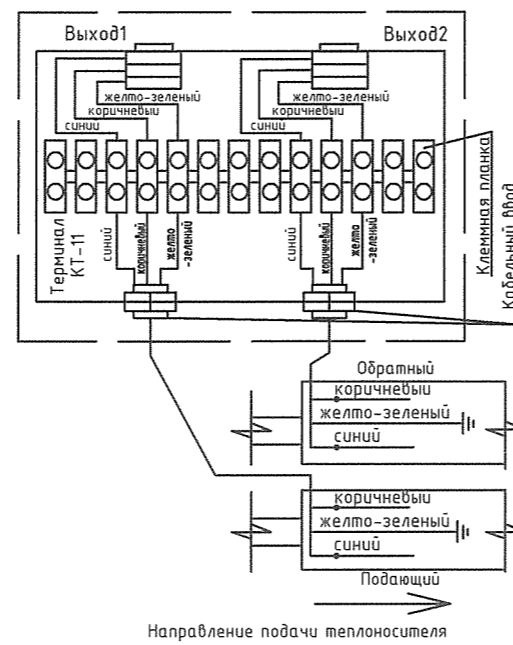 Выход1
Выход2
желто-зеленый
коричневый
синий
желто-зеленый
коричневый
синий
Терминал
КТ-11
синий
коричневый
желто
-зеленый
синий
коричневый
желто
-зеленый
Клеммная планка
Кабельный ввод
Обратный
коричневый
желто-зеленый
синий
коричневый
желто-зеленый
синий
Подающий
Направление подачи теплоносителя